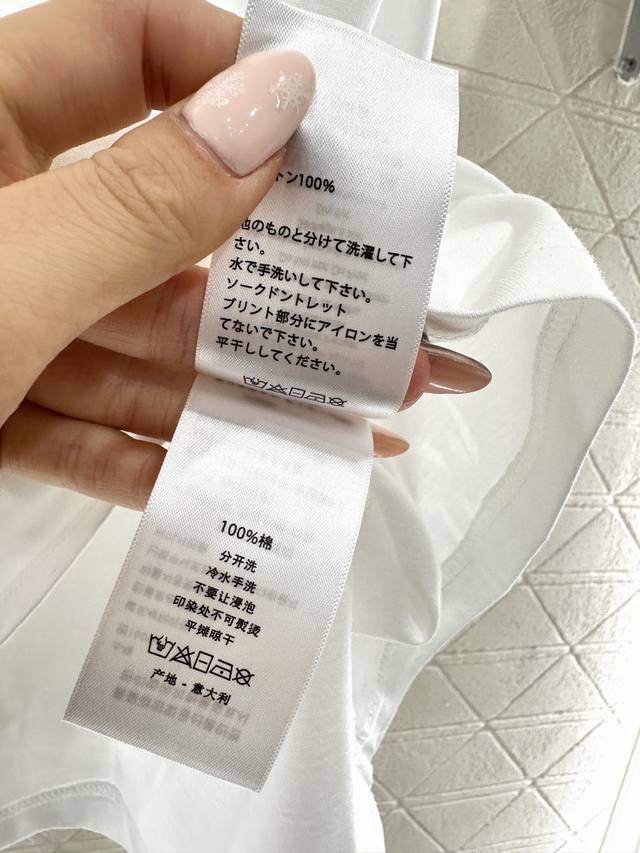 トン100%
他のものと分けて洗濯して下
さい。
水で手洗いして下さい。
ソークドントレット
プリント部分にアイロンを当
てないで下さい。
平干ししてください。
100%棉
分开洗
冷水手洗
不要让浸泡
印染处不可熨烫
平摊晾干
产地 - 意大利